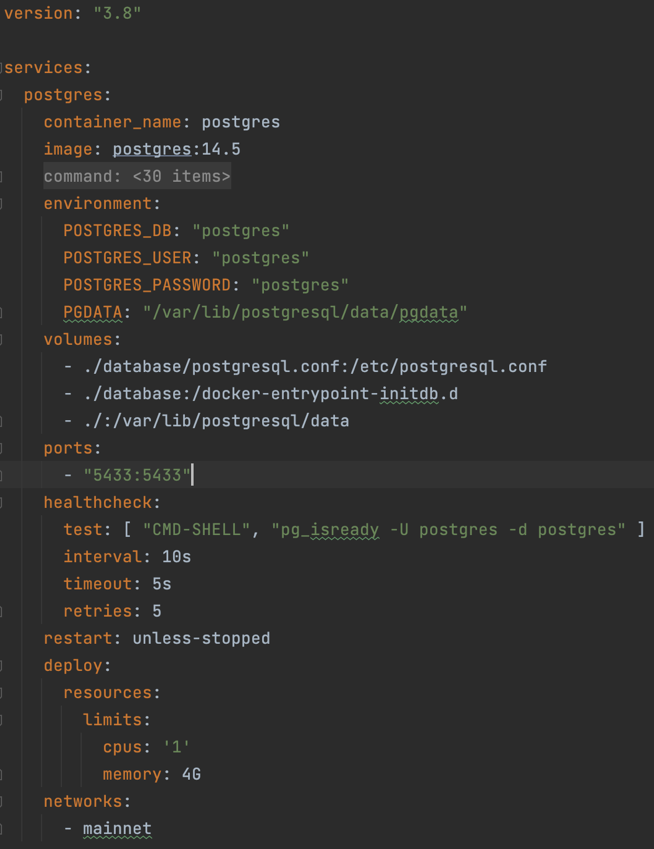 version: "3.8"
services:
postgres:
container_name: postgres
image: postgres:14.5
command: <30 items>
environment:
POSTGRES_DB: "postgres"
POSTGRES_USER: "postgres"
POSTGRES_PASSWORD: "postgres"
PGDATA: "/var/lib/postgresql/data/pgdata"
volumes:
- ./database/postgresql.conf:/etc/postgresql.conf
- ./database:/docker-entrypoint-initdb.d
- ./:/var/lib/postgresql/data
ports:
- "5433:5433"
healthcheck:
test: [ "CMD-SHELL", "pg_isready -U postgres -d postgres" ]
interval: 10s
timeout: 5s
retries: 5
restart: unless-stopped
deploy:
resources:
limits:
cpus: '1'
memory: 4G
networks:
- mainnet